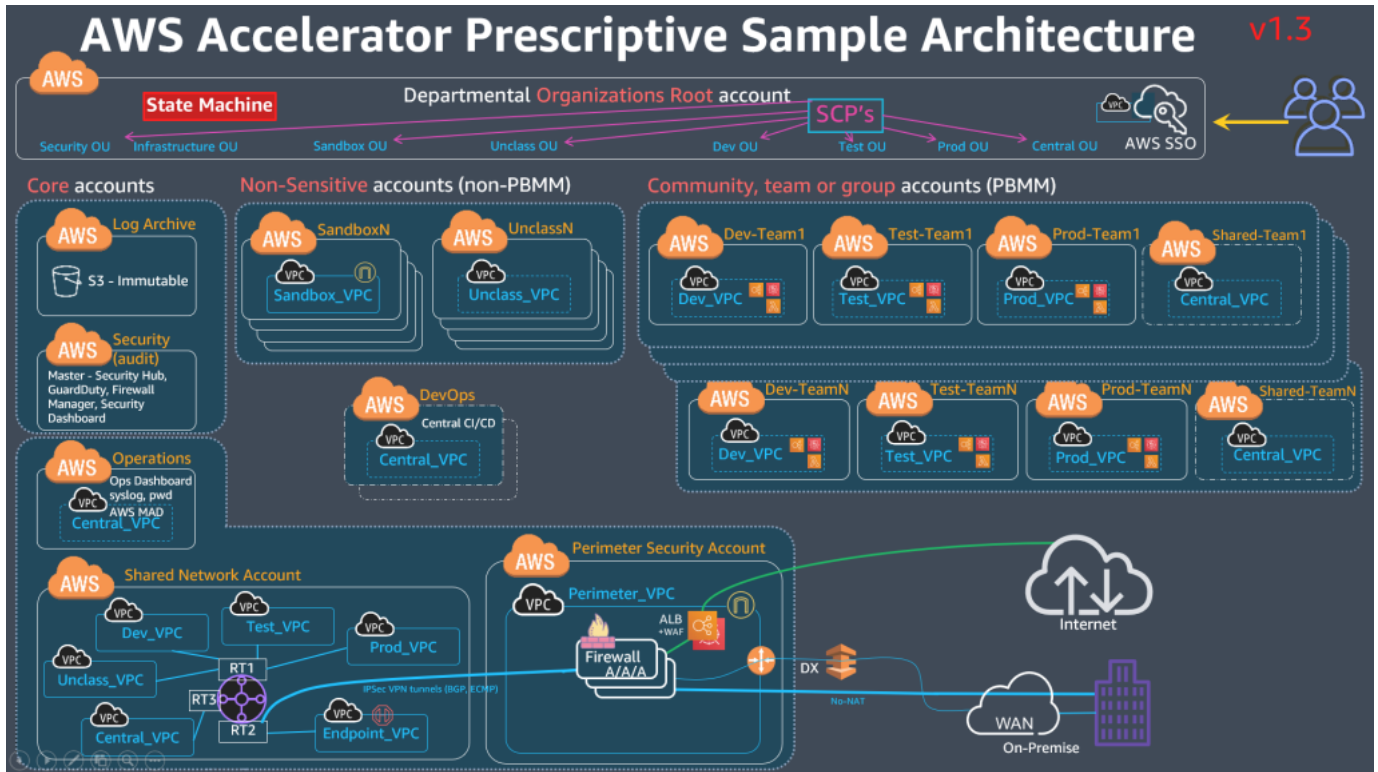 AWS Accelerator Prescriptive Sample Architecture
v1.3
AWS
State Machine
Departmental Organizations Root account
SCP's
VPC
AWS SSO
Security OU
Infrastructure OU
Sandbox OU
Unclass OU
Dev OU
Test OU
Prod OU
Central OU
Core accounts
Non-Sensitive accounts (non-PBMM)
Community, team or group accounts (PBMM)
AWS
Log Archive
S3 - Immutable
AWS
Security
(audit)
Master - Security Hub,
GuardDuty, Firewall
Manager, Security
Dashboard
AWS
SandboxN
VPC
Sandbox_VPC
AWS
UnclassN
VPC
Unclass_VPC
AWS
Dev-Team1
VPC
Dev_VPC
AWS
Test-Team1
VPC
Test_VPC
AWS
Prod-Team1
VPC
Prod_VPC
AWS
Shared-Team1
VPC
Central_VPC
AWS
Dev-TeamN
VPC
Dev_VPC
AWS
Test-TeamN
VPC
Test_VPC
AWS
Prod-TeamN
VPC
Prod_VPC
AWS
Shared-TeamN
VPC
Central_VPC
AWS
DevOps
Central CI/CD
VPC
Central_VPC
AWS
Operations
Ops Dashboard
syslog, pwd
AWS MAD
VPC
Central_VPC
AWS
Shared Network Account
VPC
Dev_VPC
VPC
Test_VPC
VPC
Prod_VPC
VPC
Unclass_VPC
RT1
RT3
RT2
VPC
Central_VPC
VPC
Endpoint_VPC
IPSec VPN tunnels (BGP, ECMP)
AWS
Perimeter Security Account
VPC
Perimeter_VPC
ALB
+WAF
Firewall
A/A/A
DX
No-NAT
Internet
WAN
On-Premise